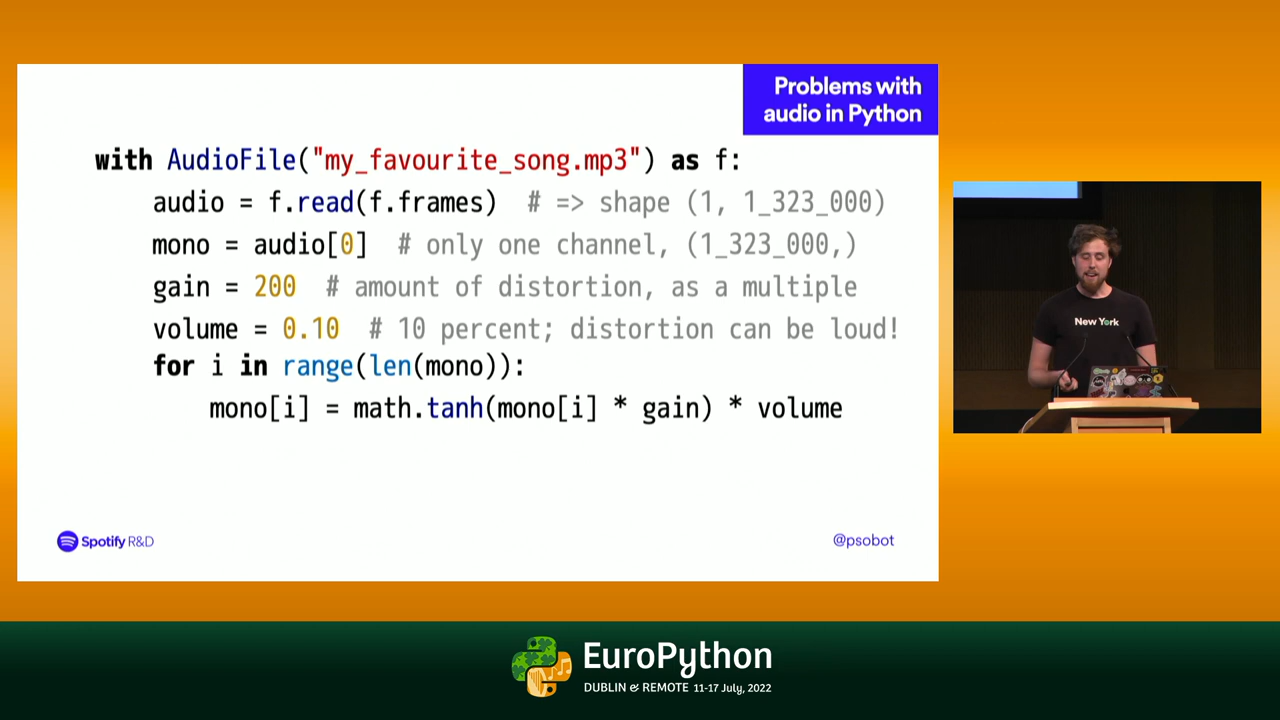 Problems with
audio in Python
with AudioFile("my_favourite_song.mp3") as f:
audio = f.read(f.frames)  # => shape (1, 1_323_000)
mono = audio[0]  # only one channel, (1_323_000,)
gain = 200  # amount of distortion, as a multiple
volume = 0.10  # 10 percent; distortion can be loud!
for i in range(len(mono)):
mono[i] = math.tanh(mono[i] * gain) * volume
New York
Spotify R&D
@psobot
EuroPython
DUBLIN & REMOTE 11-17 July, 2022